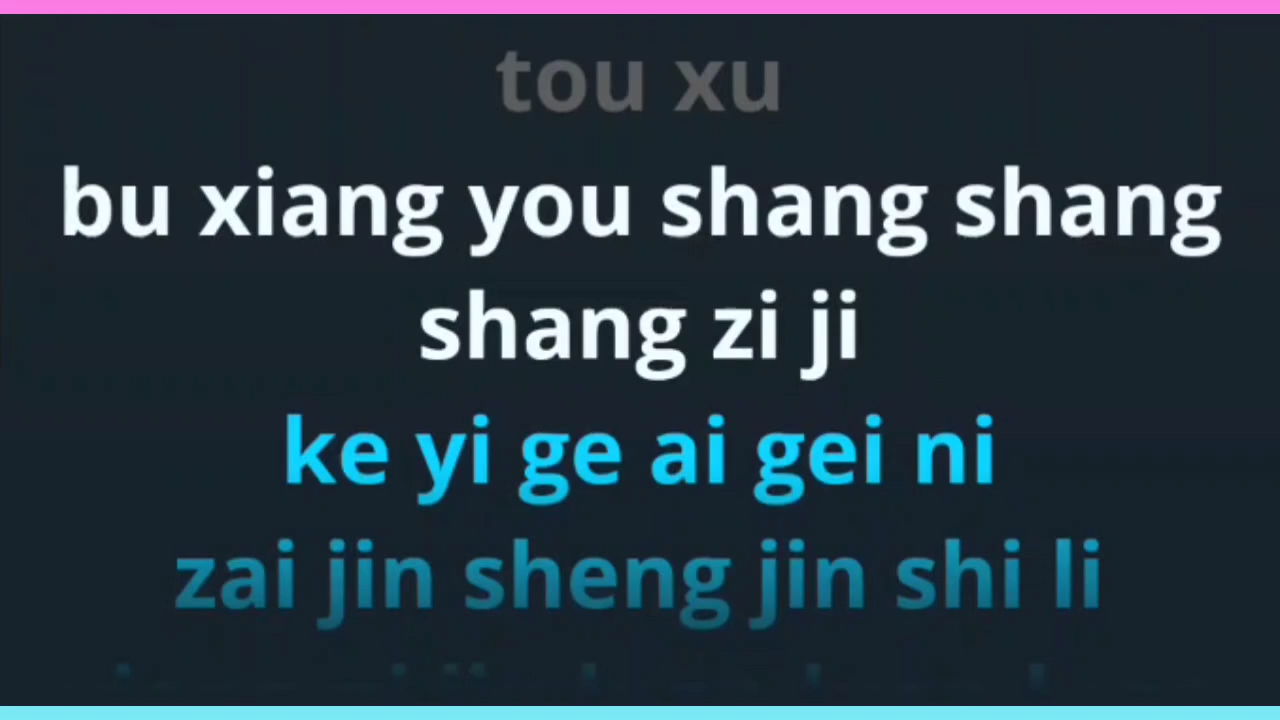 tou xu
bu xiang you shang shang
shang zi ji
ke yi ge ai gei ni
zai jin sheng jin shi li